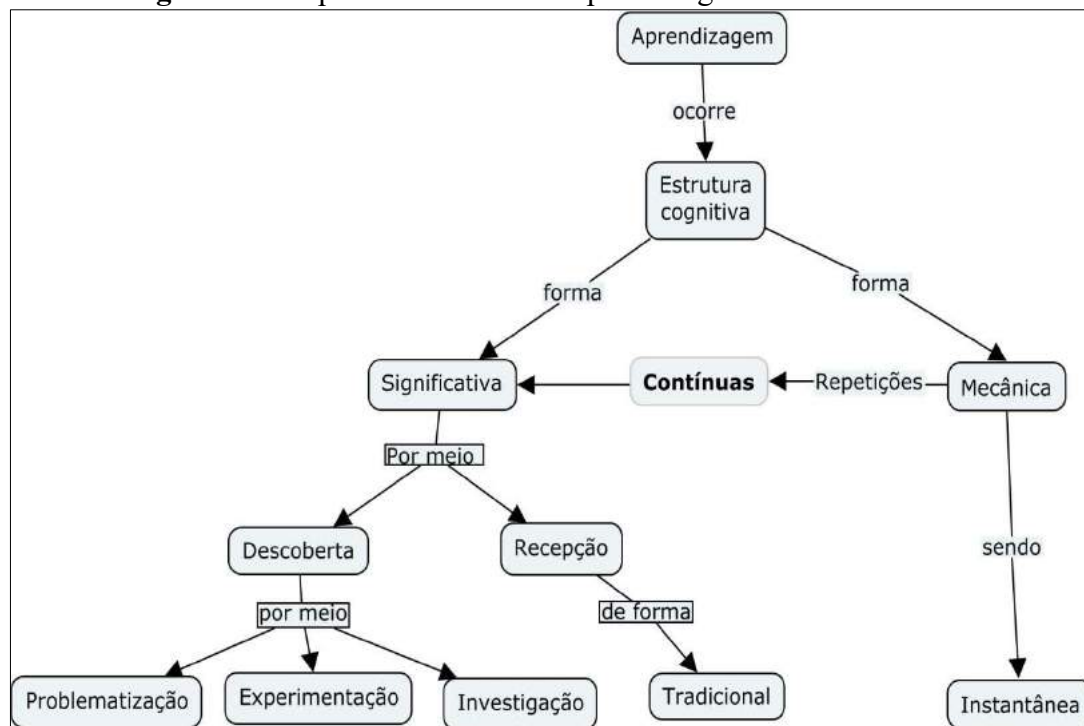 Aprendizagem
ocorre
Estrutura
cognitiva
forma
forma
Significativa
Contínuas
Repetições
Mecânica
Por meio
Descoberta
Recepção
sendo
por meio
de forma
Problematização
Experimentação
Investigação
Tradicional
Instantânea